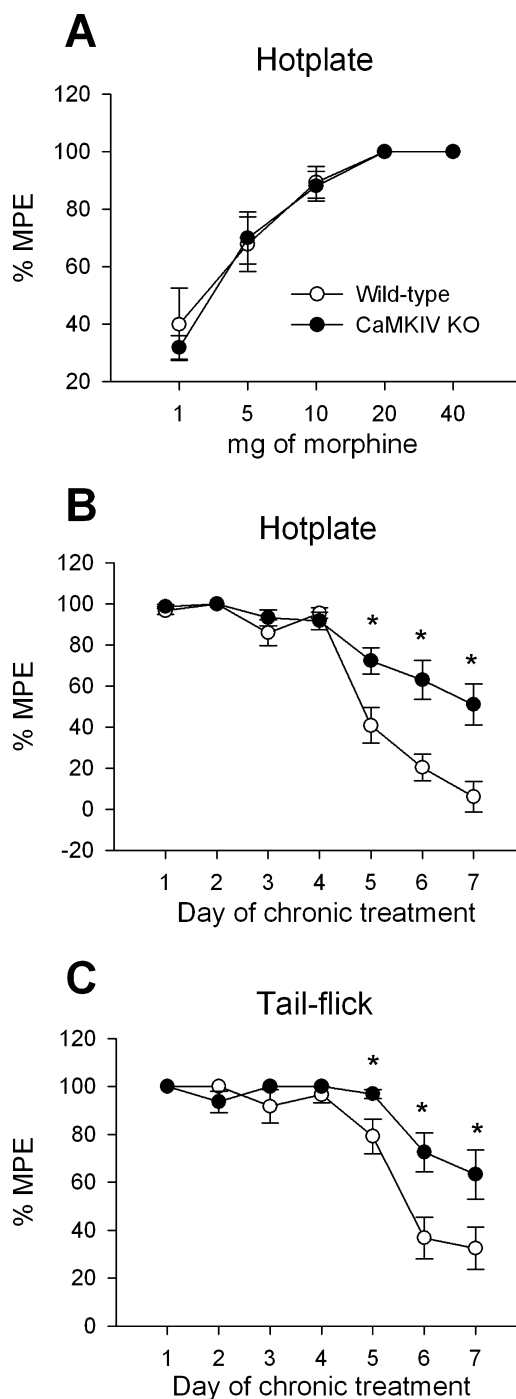 A
Hotplate
120
100
80
60
40
20
% MPE
Wild-type
CaMKIV KO
1 5 10 20 40
mg of morphine
B
Hotplate
120
100
80
60
40
20
0
-20
% MPE
* * *
1 2 3 4 5 6 7
Day of chronic treatment
C
Tail-flick
120
100
80
60
40
20
0
% MPE
* * *
1 2 3 4 5 6 7
Day of chronic treatment